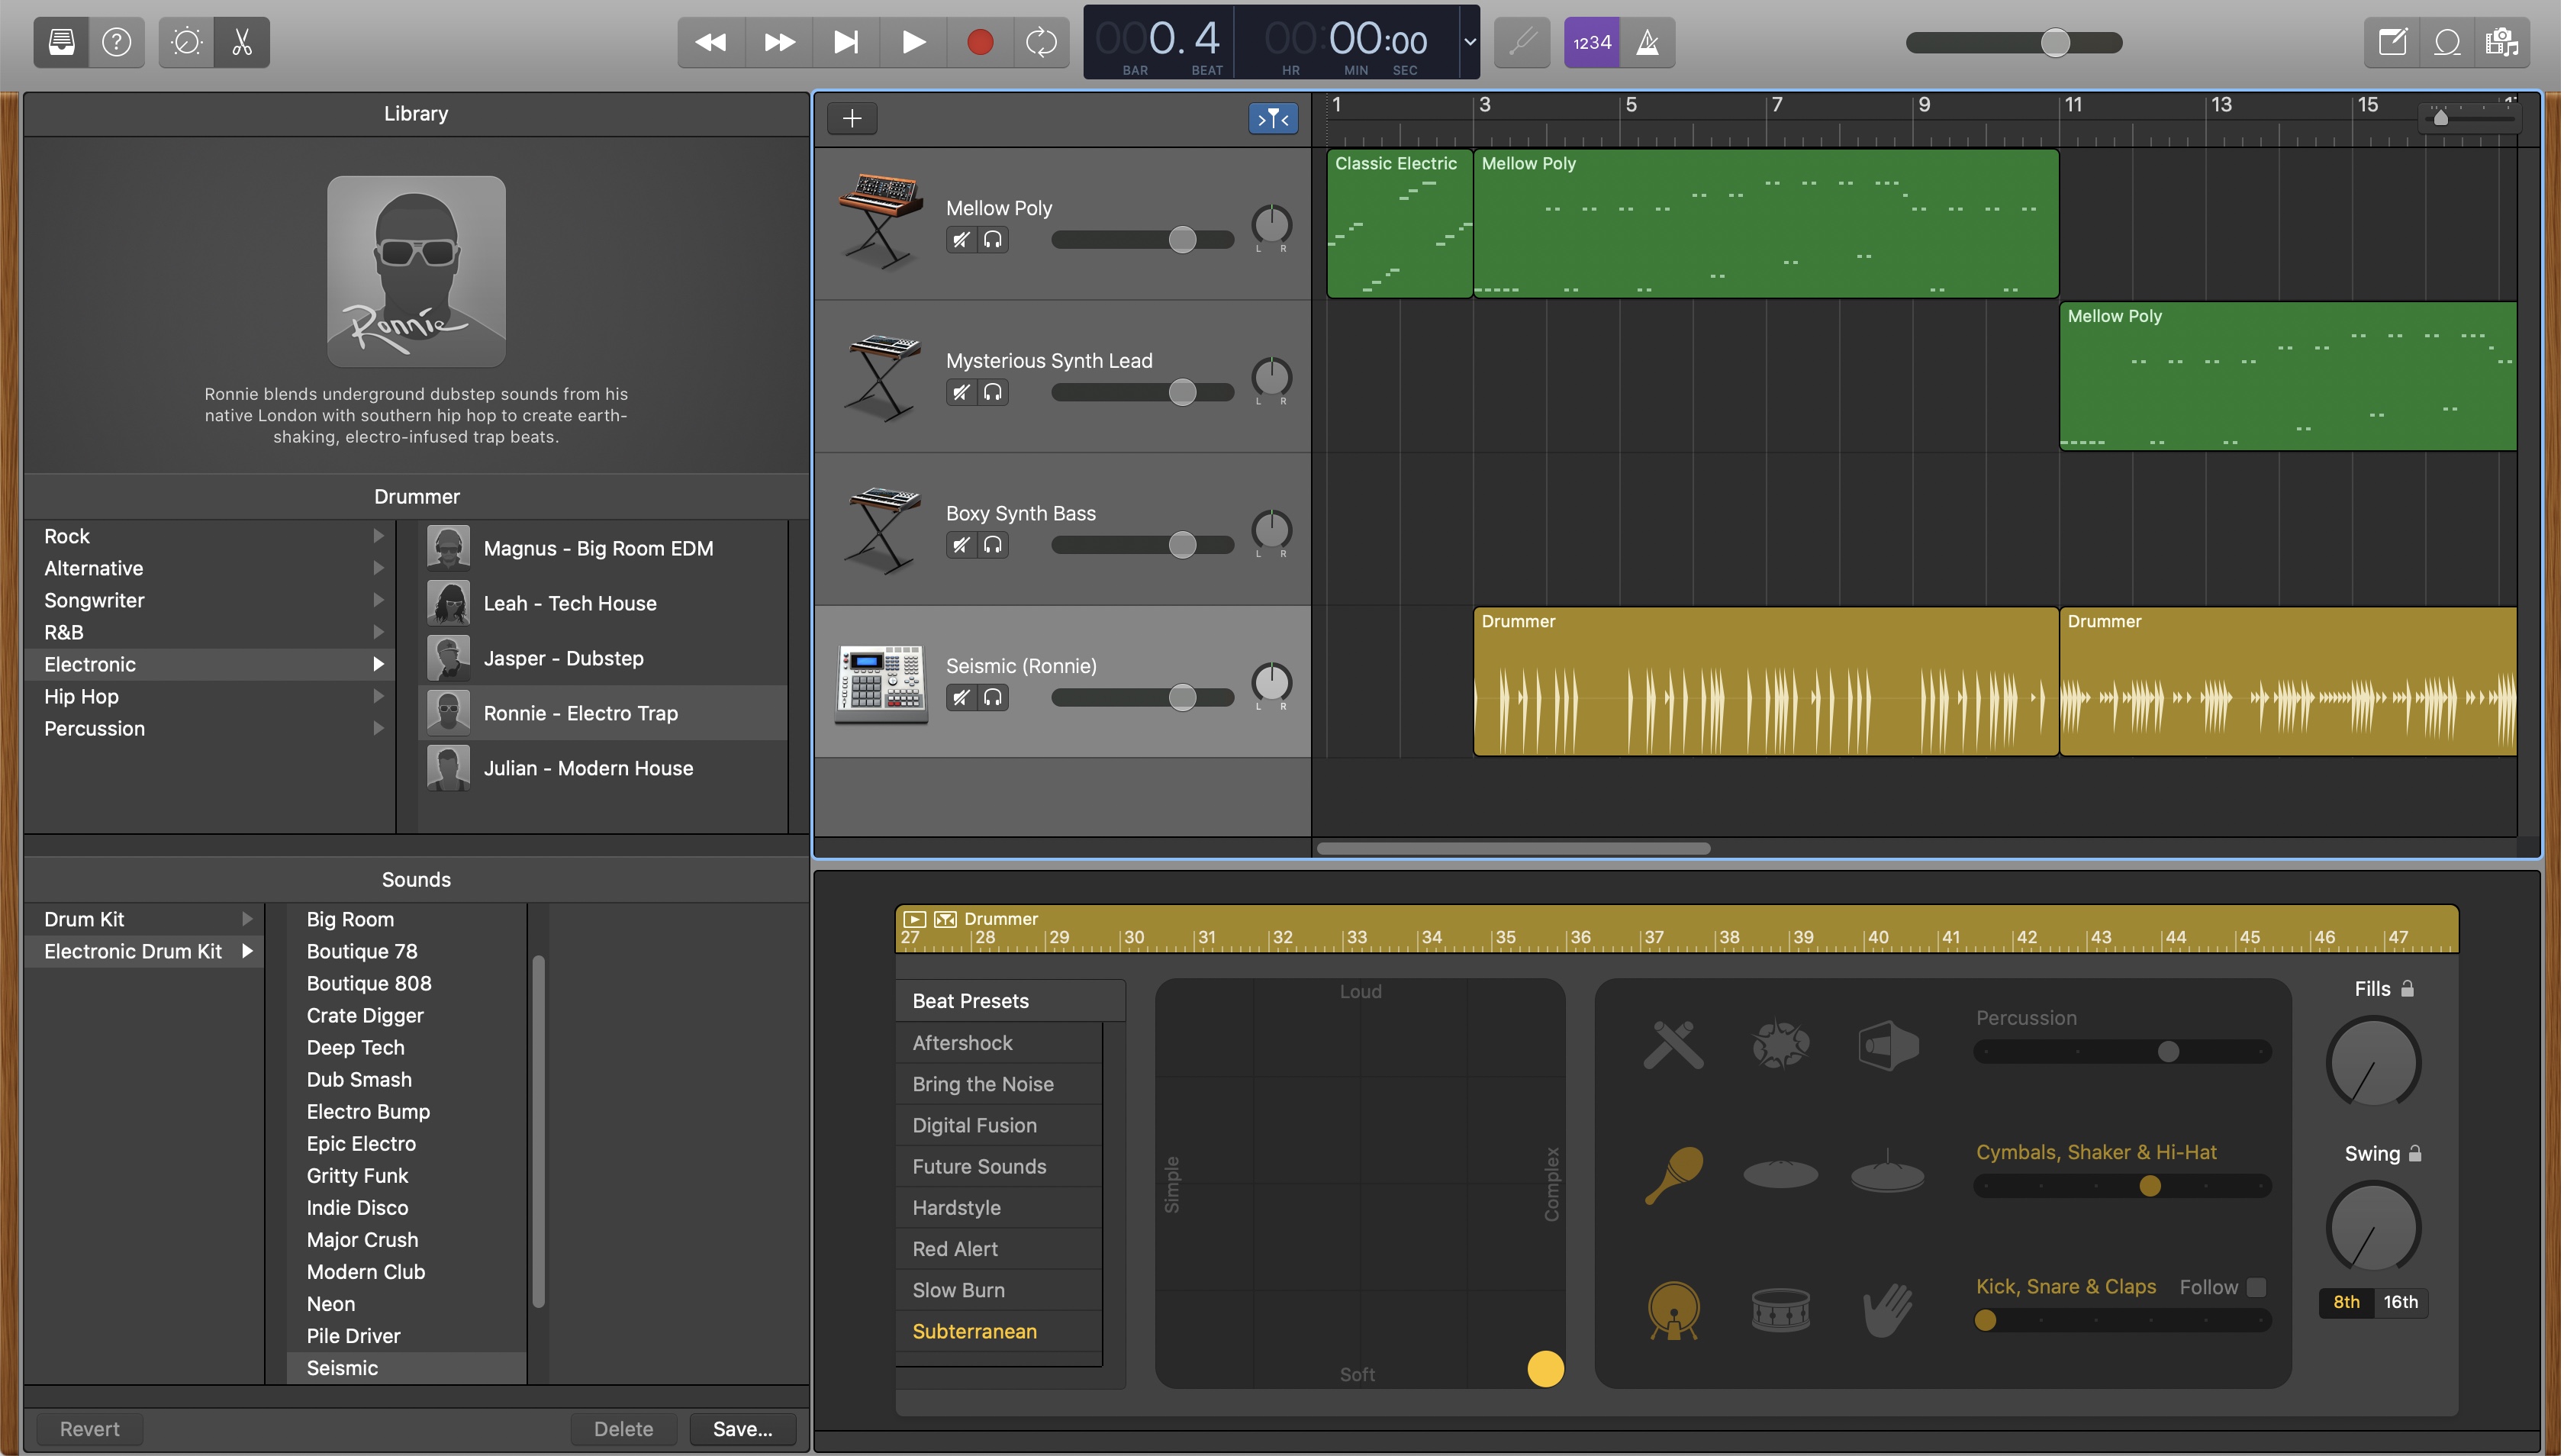 000.4
00:00:00
BAR BEAT HR MIN SEC
1234
Library
Ronnie
Ronnie blends underground dubstep sounds from his
native London with southern hip hop to create earth-
shaking, electro-infused trap beats.
Drummer
Rock
Alternative
Songwriter
R&B
Electronic
Hip Hop
Percussion
Magnus - Big Room EDM
Leah - Tech House
Jasper - Dubstep
Ronnie - Electro Trap
Julian - Modern House
Sounds
Drum Kit
Electronic Drum Kit
Big Room
Boutique 78
Boutique 808
Crate Digger
Deep Tech
Dub Smash
Electro Bump
Epic Electro
Gritty Funk
Indie Disco
Major Crush
Modern Club
Neon
Pile Driver
Seismic
Revert Delete Save...
1 3 5 7 9 11 13 15
Mellow Poly
L R
Mysterious Synth Lead
L R
Boxy Synth Bass
L R
Seismic (Ronnie)
L R
Classic Electric
Mellow Poly
Mellow Poly
Drummer
Drummer
Drummer
27 28 29 30 31 32 33 34 35 36 37 38 39 40 41 42 43 44 45 46 47
Beat Presets
Aftershock
Bring the Noise
Digital Fusion
Future Sounds
Hardstyle
Red Alert
Slow Burn
Subterranean
Loud
Simple
Complex
Soft
Percussion
Cymbals, Shaker & Hi-Hat
Kick, Snare & Claps Follow
Fills
Swing
8th 16th